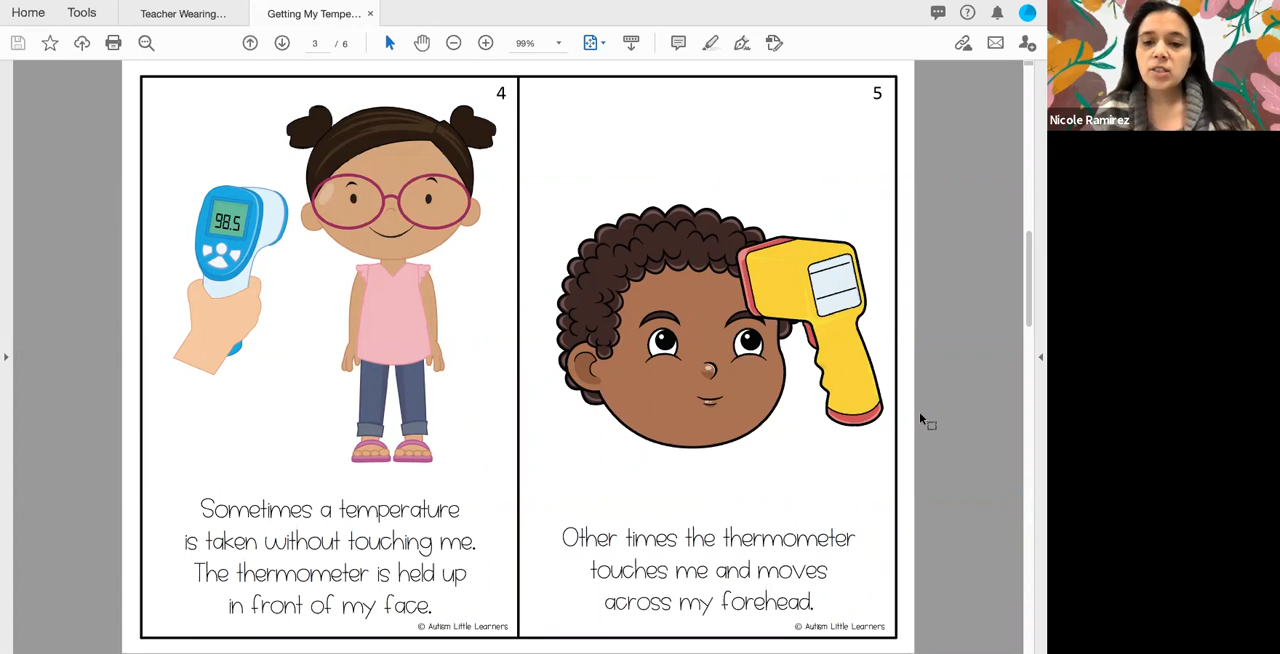 Home Tools Teacher Wearing... Getting My Tempe... ×
3 / 6 99%
Nicole Ramirez
4
98.5
Sometimes a temperature
is taken without touching me.
The thermometer is held up
in front of my face.
© Autism Little Learners
5
Other times the thermometer
touches me and moves
across my forehead.
© Autism Little Learners